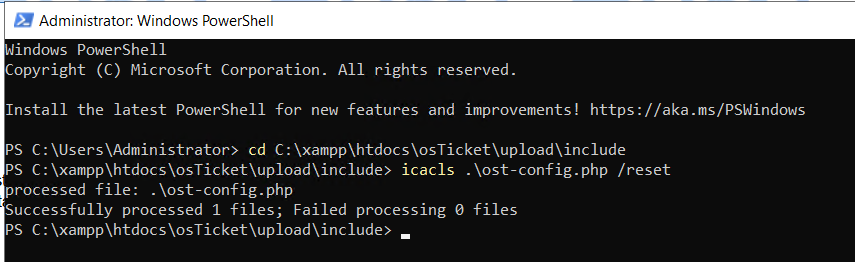 Administrator: Windows PowerShell
Windows PowerShell
Copyright (C) Microsoft Corporation. All rights reserved.
Install the latest PowerShell for new features and improvements! https://aka.ms/PSWindows
PS C:\Users\Administrator> cd C:\xampp\htdocs\osTicket\upload\include
PS C:\xampp\htdocs\osTicket\upload\include> icacls .\ost-config.php /reset
processed file: .\ost-config.php
Successfully processed 1 files; Failed processing 0 files
PS C:\xampp\htdocs\osTicket\upload\include>